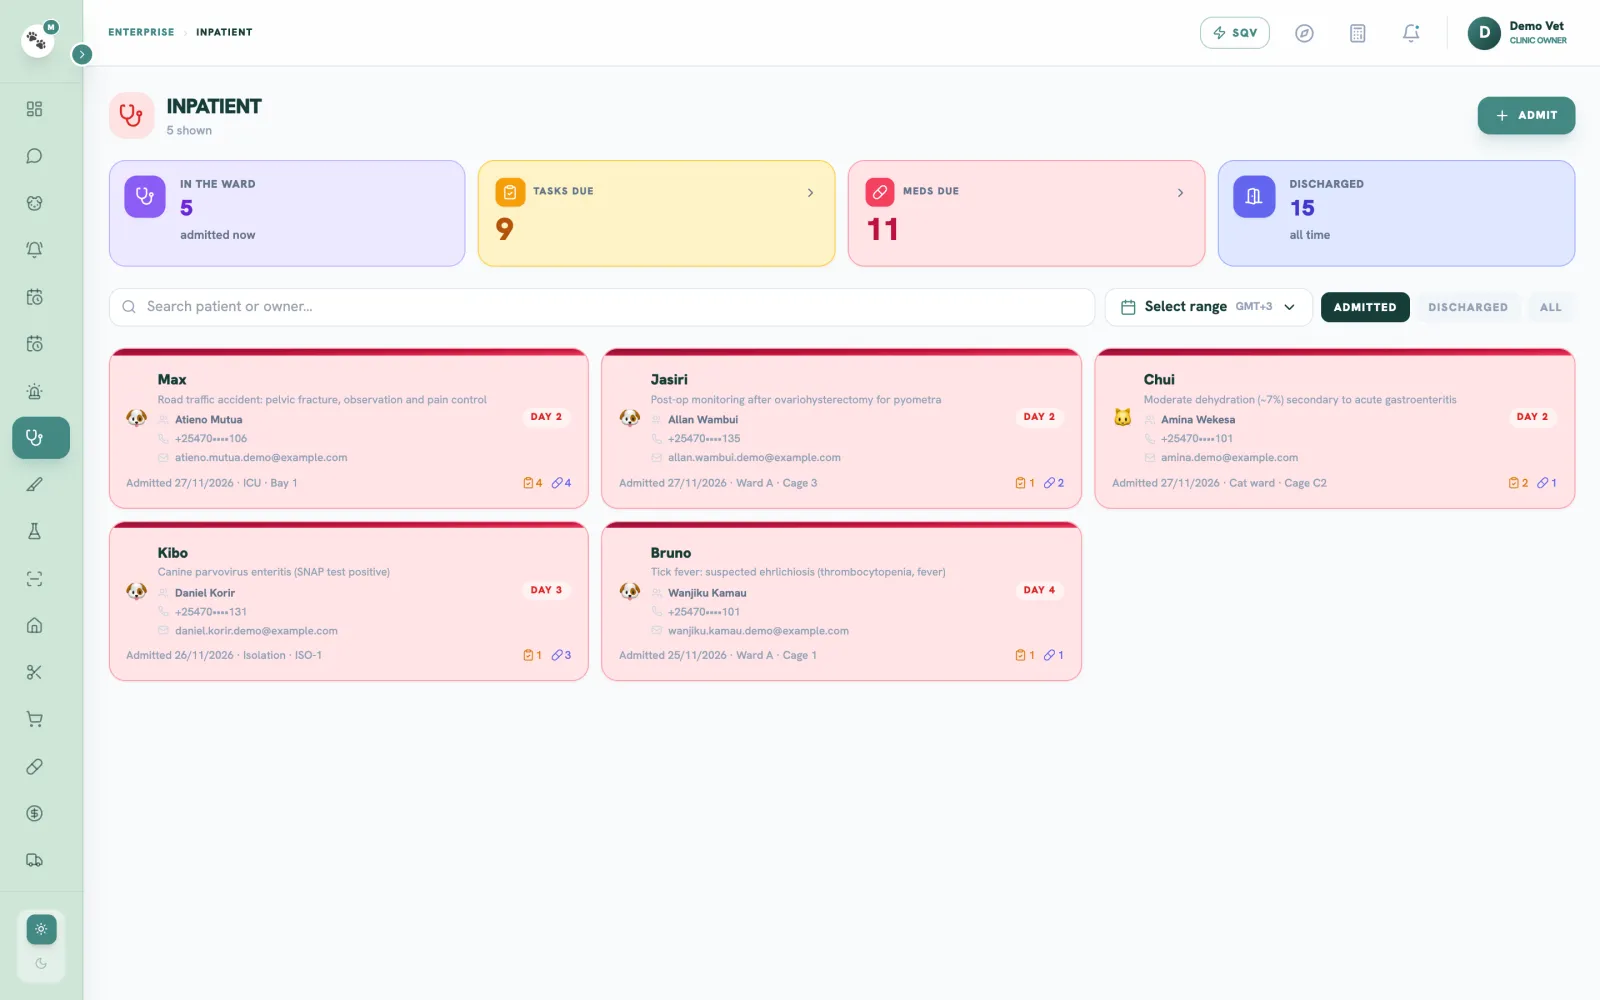 M
ENTERPRISE › INPATIENT
SQV
D
Demo Vet
CLINIC OWNER
INPATIENT
5 shown
+ ADMIT
IN THE WARD
5
admitted now
TASKS DUE
9
MEDS DUE
11
DISCHARGED
15
all time
Search patient or owner...
Select range GMT+3
ADMITTED
DISCHARGED
ALL
Max
Road traffic accident: pelvic fracture, observation and pain control
Atieno Mutua
+25470••••106
atieno.mutua.demo@example.com
DAY 2
Admitted 27/11/2026 · ICU · Bay 1
4 4
Jasiri
Post-op monitoring after ovariohysterectomy for pyometra
Allan Wambui
+25470••••135
allan.wambui.demo@example.com
DAY 2
Admitted 27/11/2026 · Ward A · Cage 3
1 2
Chui
Moderate dehydration (~7%) secondary to acute gastroenteritis
Amina Wekesa
+25470••••101
amina.demo@example.com
DAY 2
Admitted 27/11/2026 · Cat ward · Cage C2
2 1
Kibo
Canine parvovirus enteritis (SNAP test positive)
Daniel Korir
+25470••••131
daniel.korir.demo@example.com
DAY 3
Admitted 26/11/2026 · Isolation · ISO-1
1 3
Bruno
Tick fever: suspected ehrlichiosis (thrombocytopenia, fever)
Wanjiku Kamau
+25470••••101
wanjiku.kamau.demo@example.com
DAY 4
Admitted 25/11/2026 · Ward A · Cage 1
1 1